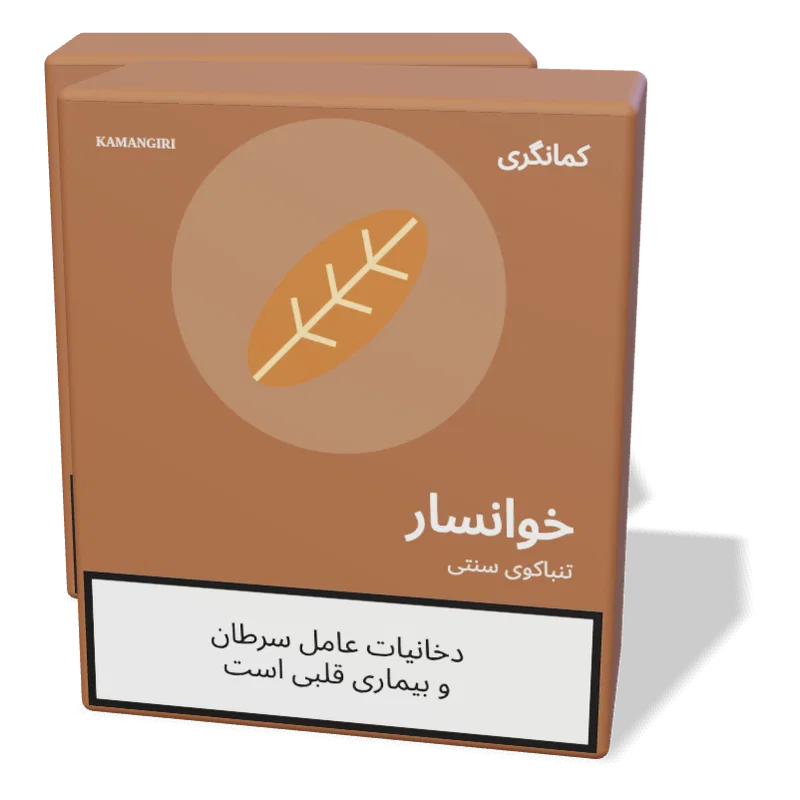 KAMANGIRI
کمانگری
خوانسار
تنباکوی سنتی
دخانیات عامل سرطان
و بیماری قلبی است